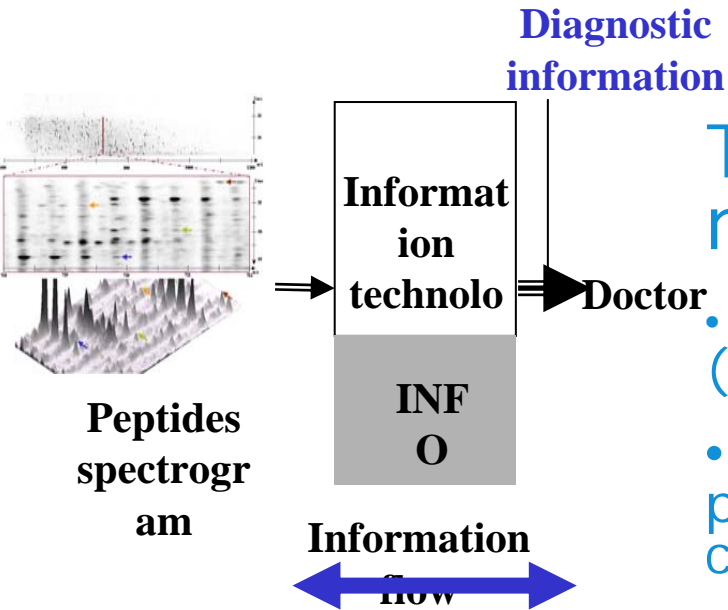 Diagnostic
information
Informat
ion
technolo
Doctor
INF
O
Peptides
spectrogr
am
Information
flow